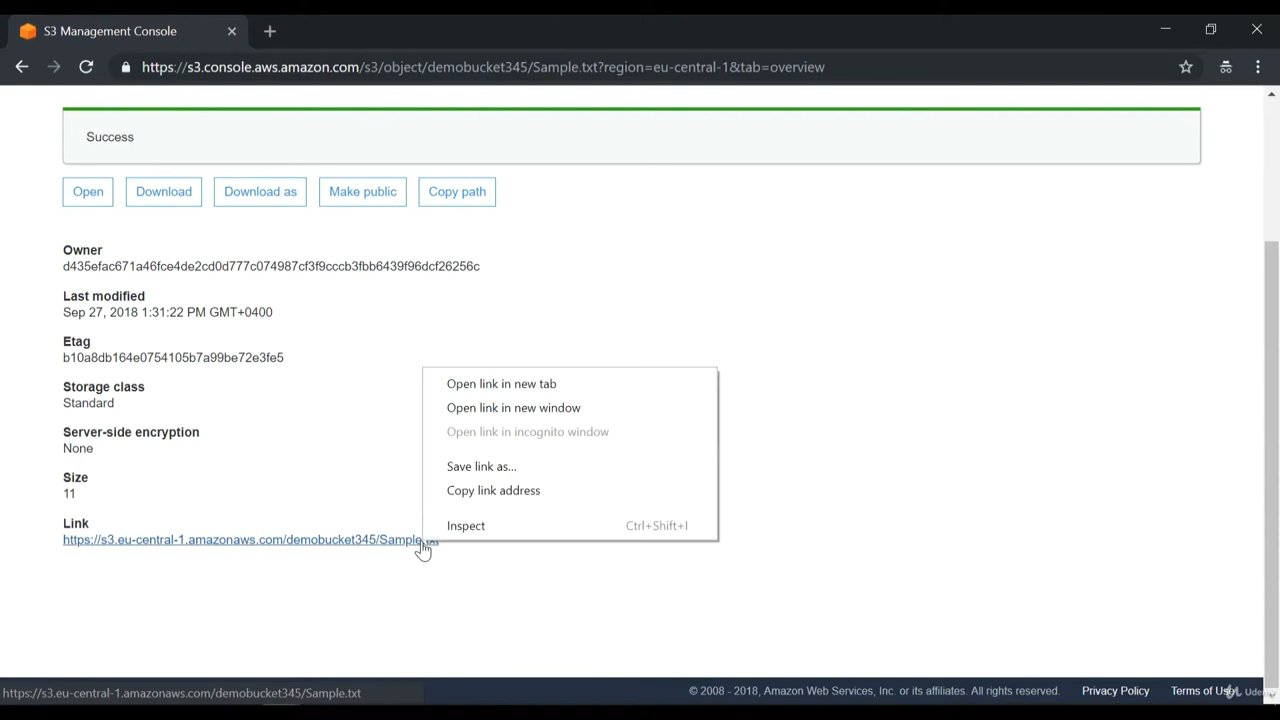 S3 Management Console
https://s3.console.aws.amazon.com/s3/object/demobucket345/Sample.txt?region=eu-central-1&tab=overview
Success
Open Download Download as Make public Copy path
Owner
d435efac671a46fce4de2cd0d777c074987cf3f9cccb3fbb6439f96dcf26256c
Last modified
Sep 27, 2018 1:31:22 PM GMT+0400
Etag
b10a8db164e0754105b7a99be72e3fe5
Storage class
Standard
Server-side encryption
None
Size
11
Link
https://s3.eu-central-1.amazonaws.com/demobucket345/Sample.txt
Open link in new tab
Open link in new window
Open link in incognito window
Save link as...
Copy link address
Inspect Ctrl+Shift+I
https://s3.eu-central-1.amazonaws.com/demobucket345/Sample.txt
© 2008 - 2018, Amazon Web Services, Inc. or its affiliates. All rights reserved. Privacy Policy Terms of Use